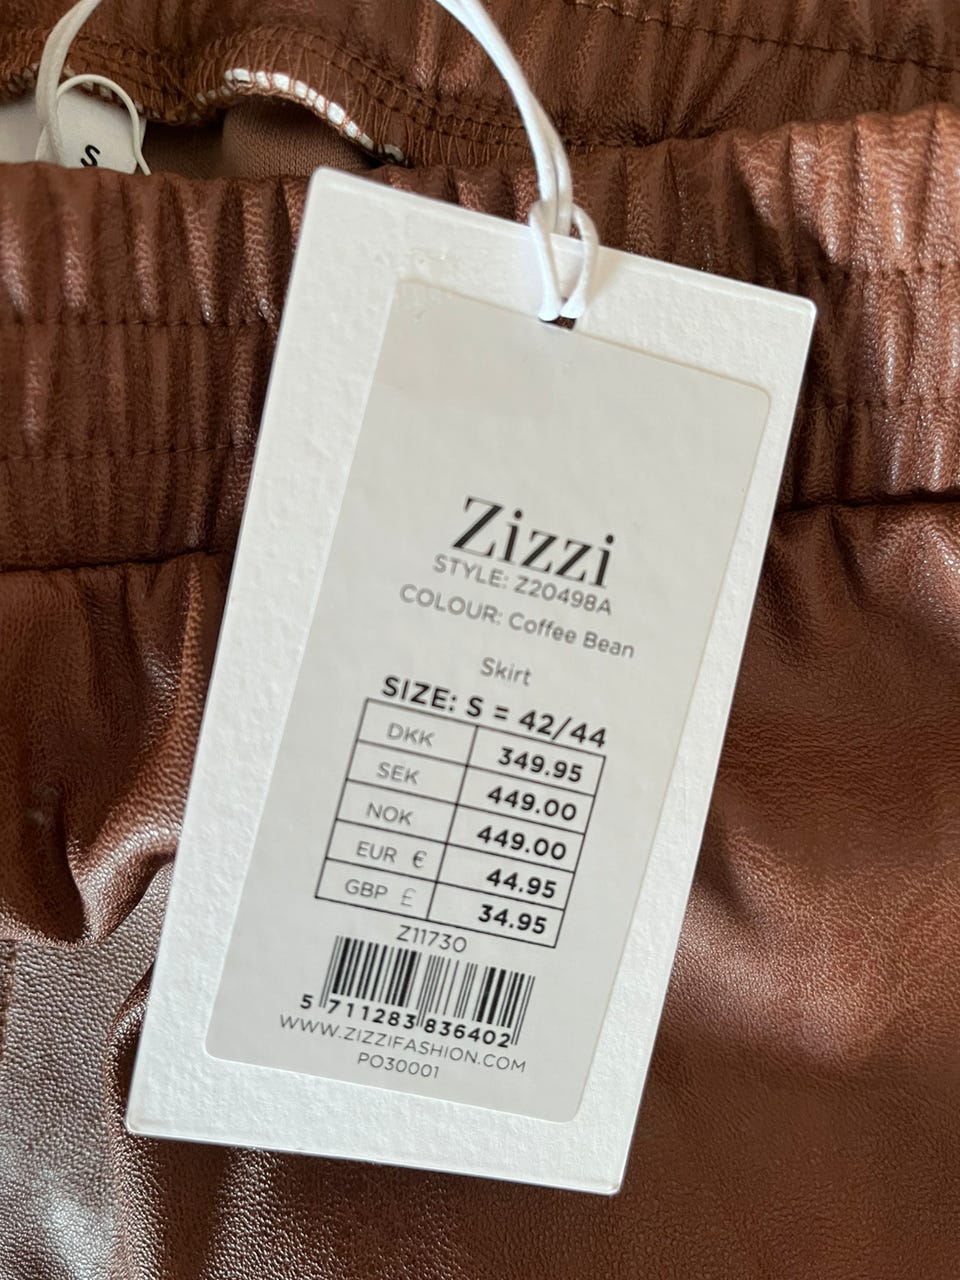 S
Zizzi
STYLE: Z20498A
COLOUR: Coffee Bean
Skirt
SIZE: S = 42/44
DKK 349.95
SEK 449.00
NOK 449.00
EUR € 44.95
GBP £ 34.95
Z11730
5 711283 836402
WWW.ZIZZIFASHION.COM
PO30001